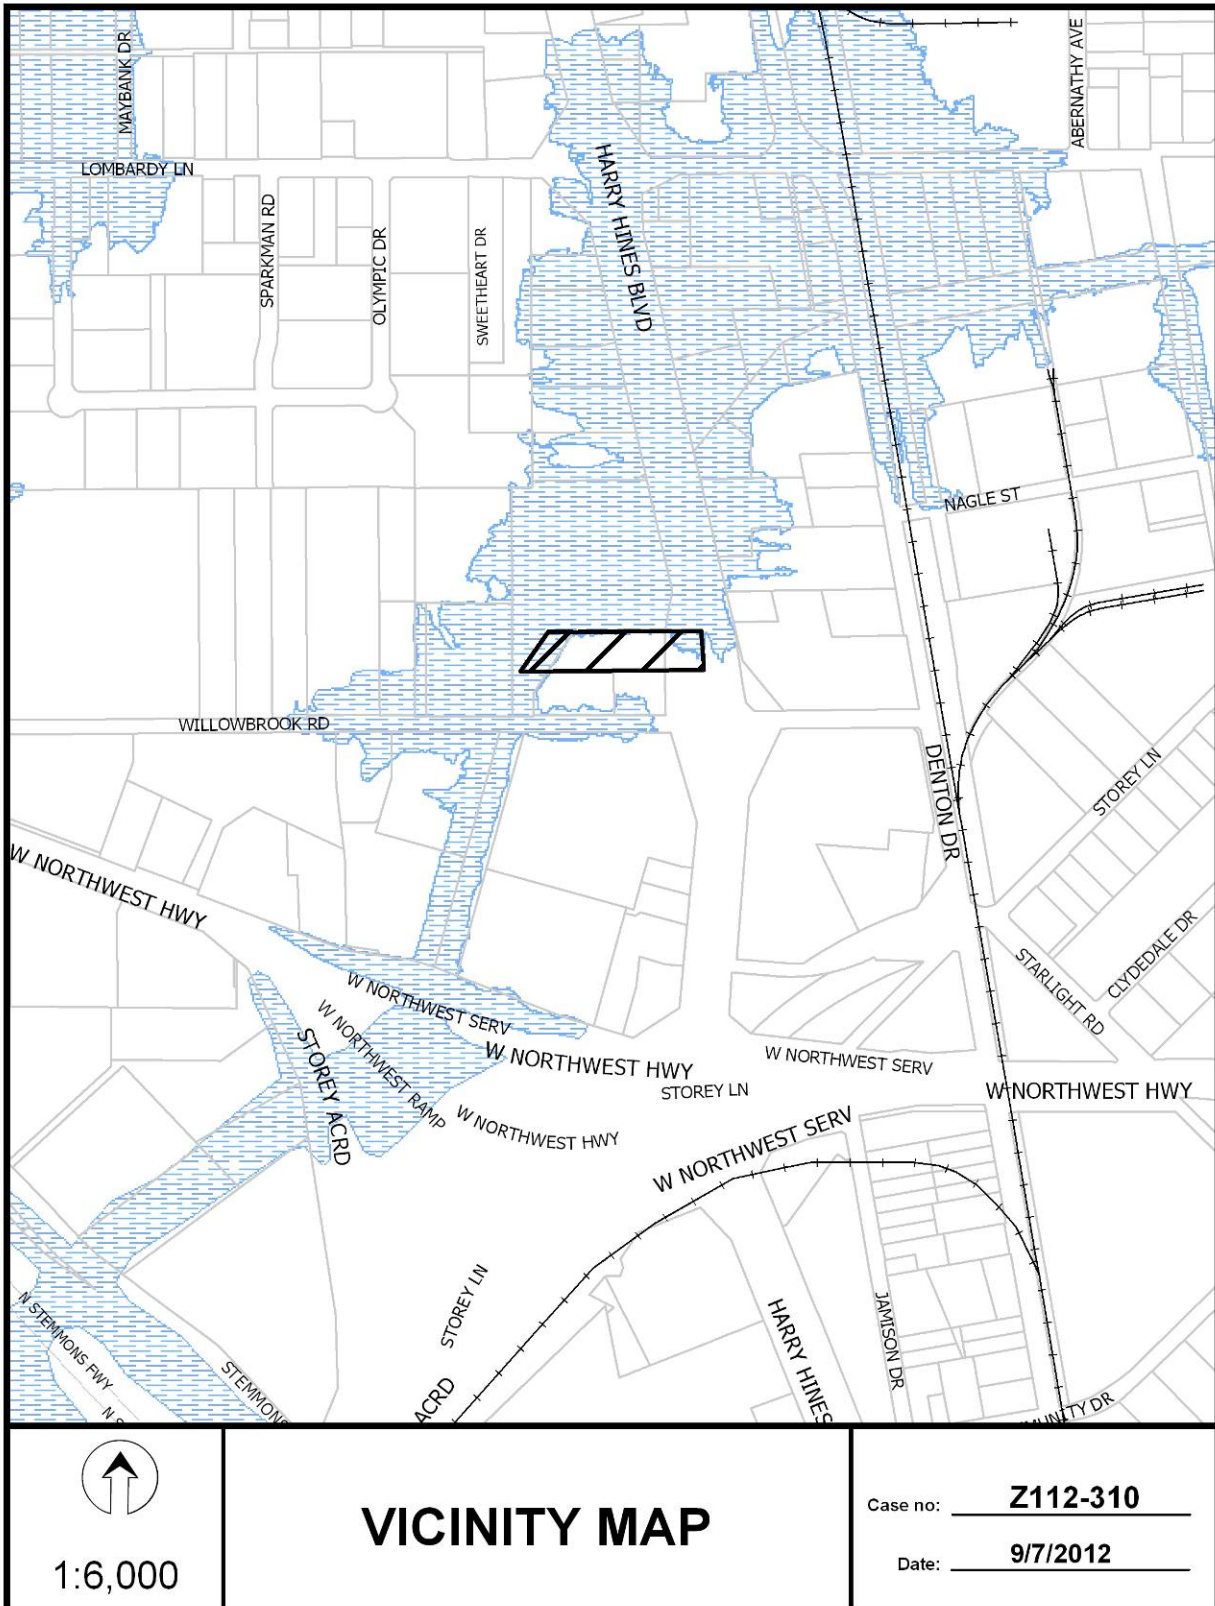 MAYBANK DR
ABERNATHY AVE
LOMBARDY LN
HARRY HINES BLVD
SPARKMAN RD
OLYMPIC DR
SWEETHEART DR
NAGLE ST
WILLOWBROOK RD
DENTON DR
STOREY LN
W NORTHWEST HWY
CLYDEDALE DR
STARLIGHT RD
W NORTHWEST SERV
W NORTHWEST RAMP
STOREY ACRD
W NORTHWEST HWY
W NORTHWEST SERV
STOREY LN
W NORTHWEST HWY
W NORTHWEST HWY
W NORTHWEST SERV
STOREY LN
N STEMMONS FWY
STEMMONS
N S
ACRD
HARRY HINES
JAMISON DR
MUNITY DR
1:6,000
VICINITY MAP
Case no: Z112-310
Date: 9/7/2012